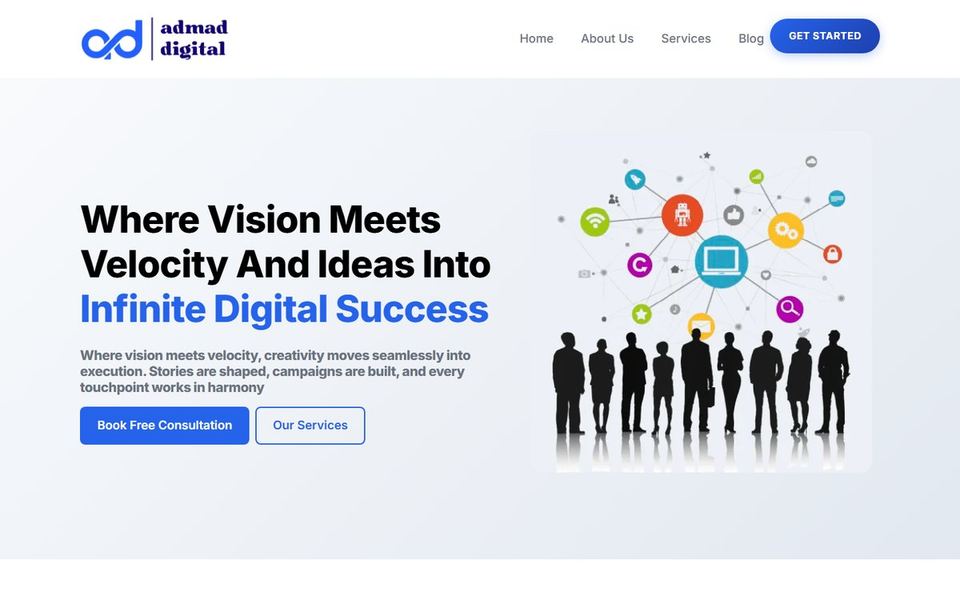 admad
digital
Home
About Us
Services
Blog
GET STARTED
Where Vision Meets
Velocity And Ideas Into
Infinite Digital Success
Where vision meets velocity, creativity moves seamlessly into
execution. Stories are shaped, campaigns are built, and every
touchpoint works in harmony
Book Free Consultation
Our Services